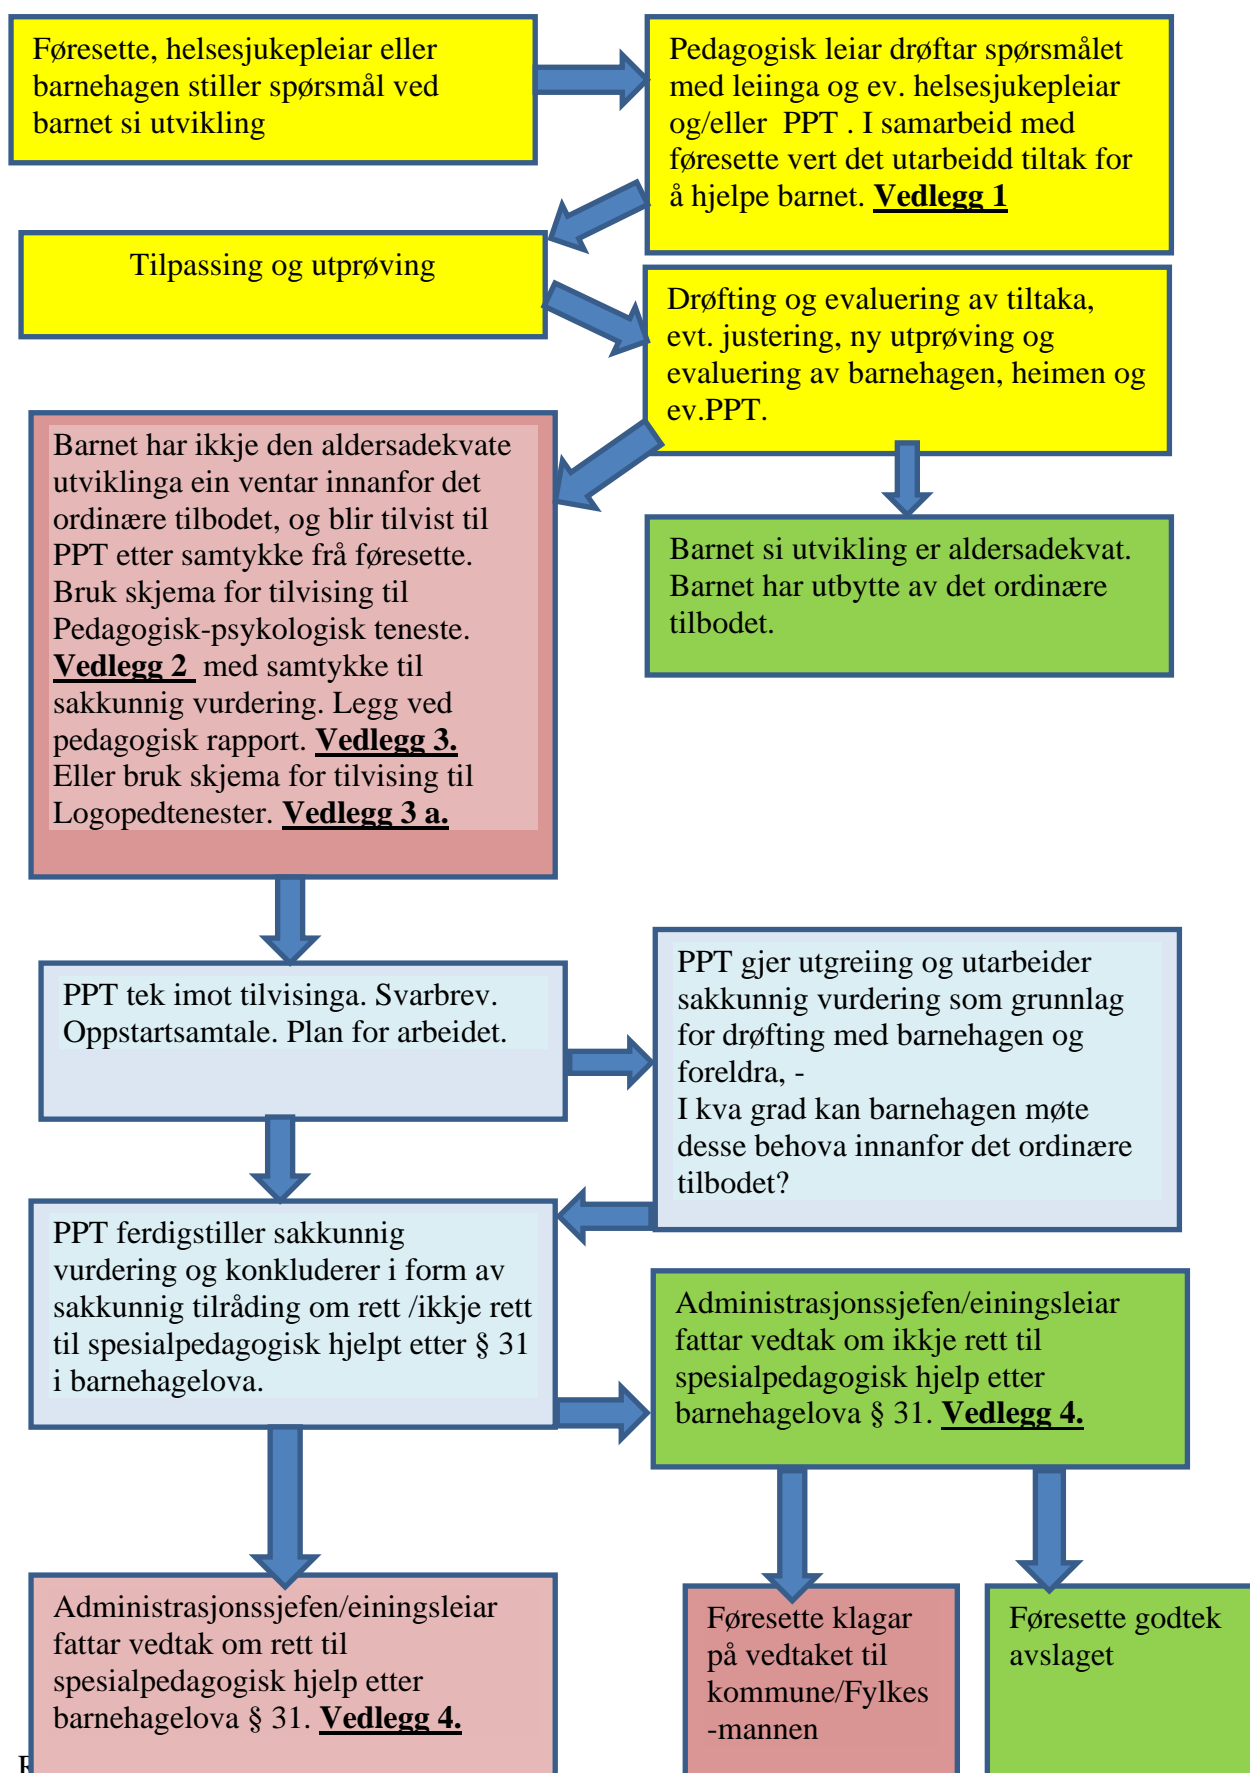 Føresette, helsesjukepleiar eller
barnehagen stiller spørsmål ved
barnet si utvikling
Pedagogisk leiar drøftar spørsmålet
med leiinga og ev. helsesjukepleiar
og/eller  PPT . I samarbeid med
føresette vert det utarbeidd tiltak for
å hjelpe barnet. Vedlegg 1
Tilpassing og utprøving
Drøfting og evaluering av tiltaka,
evt. justering, ny utprøving og
evaluering av barnehagen, heimen og
ev.PPT.
Barnet har ikkje den aldersadekvate
utviklinga ein ventar innanfor det
ordinære tilbodet, og blir tilvist til
PPT etter samtykke frå føresette.
Bruk skjema for tilvising til
Pedagogisk-psykologisk teneste.
Vedlegg 2  med samtykke til
sakkunnig vurdering. Legg ved
pedagogisk rapport. Vedlegg 3.
Eller bruk skjema for tilvising til
Logopedtenester. Vedlegg 3 a.
Barnet si utvikling er aldersadekvat.
Barnet har utbytte av det ordinære
tilbodet.
PPT tek imot tilvisinga. Svarbrev.
Oppstartsamtale. Plan for arbeidet.
PPT gjer utgreiing og utarbeider
sakkunnig vurdering som grunnlag
for drøfting med barnehagen og
foreldra, -
I kva grad kan barnehagen møte
desse behova innanfor det ordinære
tilbodet?
PPT ferdigstiller sakkunnig
vurdering og konkluderer i form av
sakkunnig tilråding om rett /ikkje rett
til spesialpedagogisk hjelpt etter § 31
i barnehagelova.
Administrasjonssjefen/einingsleiar
fattar vedtak om ikkje rett til
spesialpedagogisk hjelp etter
barnehagelova § 31. Vedlegg 4.
Administrasjonssjefen/einingsleiar
fattar vedtak om rett til
spesialpedagogisk hjelp etter
barnehagelova § 31. Vedlegg 4.
Føresette klagar
på vedtaket til
kommune/Fylkes
-mannen
Føresette godtek
avslaget